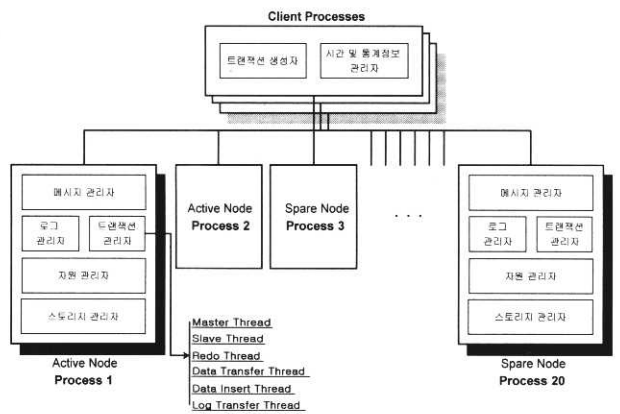 Client Processes
트랜잭션 생성자
시간 및 통계정보
관리자
메시지 관리자
로그
관리자
트랜잭션
관리자
자원 관리자
스토리지 관리자
Active Node
Process 1
Active Node
Process 2
Spare Node
Process 3
. . .
메시지 관리자
로그
관리자
트랜잭션
관리자
자원 관리자
스토리지 관리자
Spare Node
Process 20
Master Thread
Slave Thread
Redo Thread
Data Transfer Thread
Data Insert Thread
Log Transfer Thread